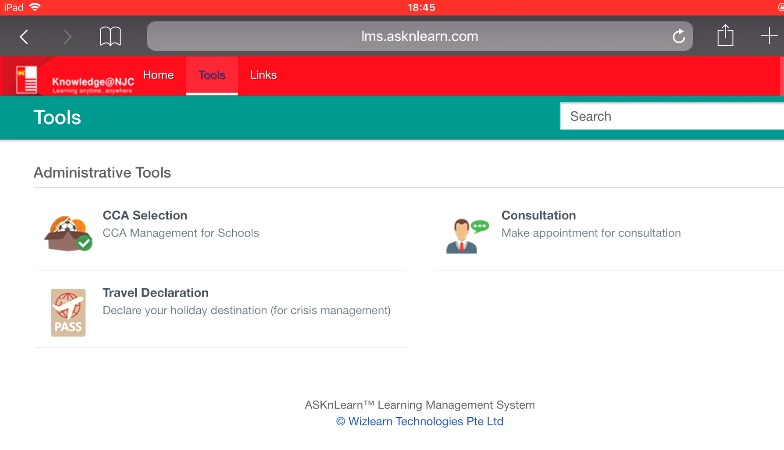 iPad
18:45
lms.asknlearn.com
Knowledge@NJC
Learning anytime, anywhere
Home
Tools
Links
Tools
Search
Administrative Tools
CCA Selection
CCA Management for Schools
Consultation
Make appointment for consultation
PASS
Travel Declaration
Declare your holiday destination (for crisis management)
ASKnLearn™ Learning Management System
© Wizlearn Technologies Pte Ltd